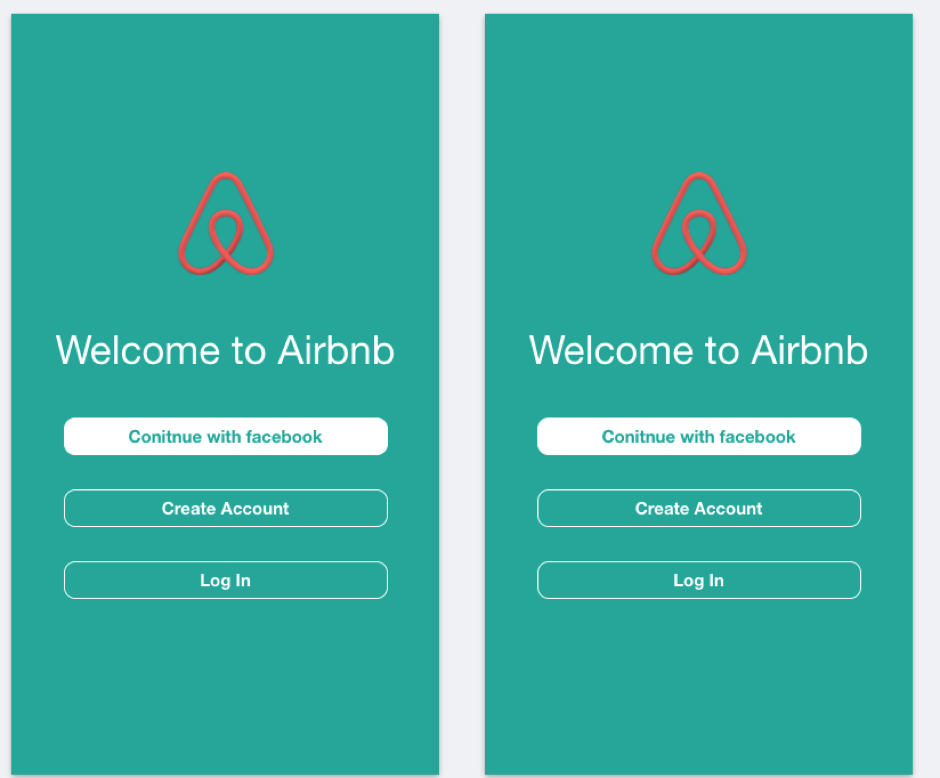 Welcome to Airbnb
Conitnue with facebook
Create Account
Log In
Welcome to Airbnb
Conitnue with facebook
Create Account
Log In